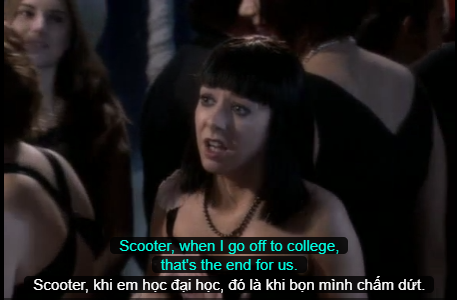 Scooter, when I go off to college,
that's the end for us.
Scooter, khi em học đại học, đó là khi bọn mình chấm dứt.